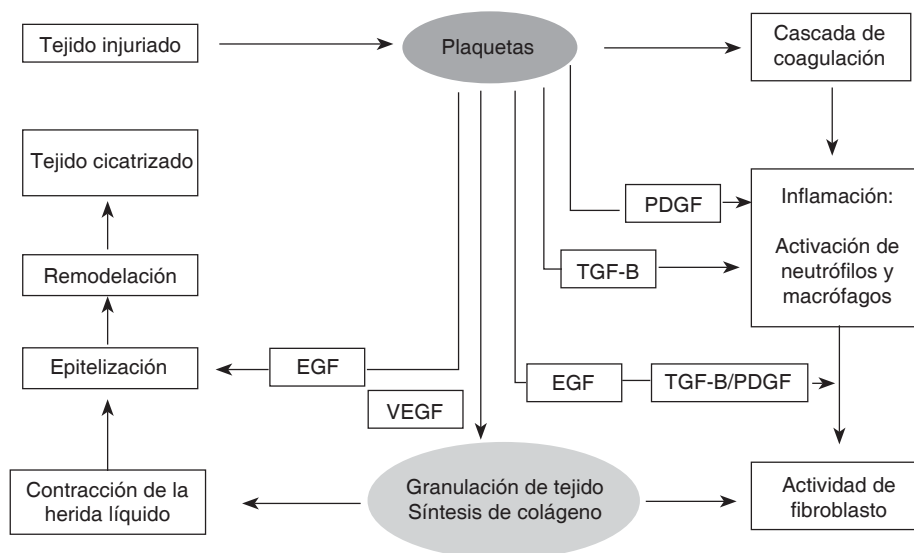 Tejido injuriado
Plaquetas
Cascada de
coagulación
Tejido cicatrizado
PDGF
Inflamación:
Activación de
neutrófilos y
macrófagos
TGF-B
Remodelación
Epitelización
EGF
EGF
TGF-B/PDGF
VEGF
Contracción de la
herida líquido
Granulación de tejido
Síntesis de colágeno
Actividad de
fibroblasto